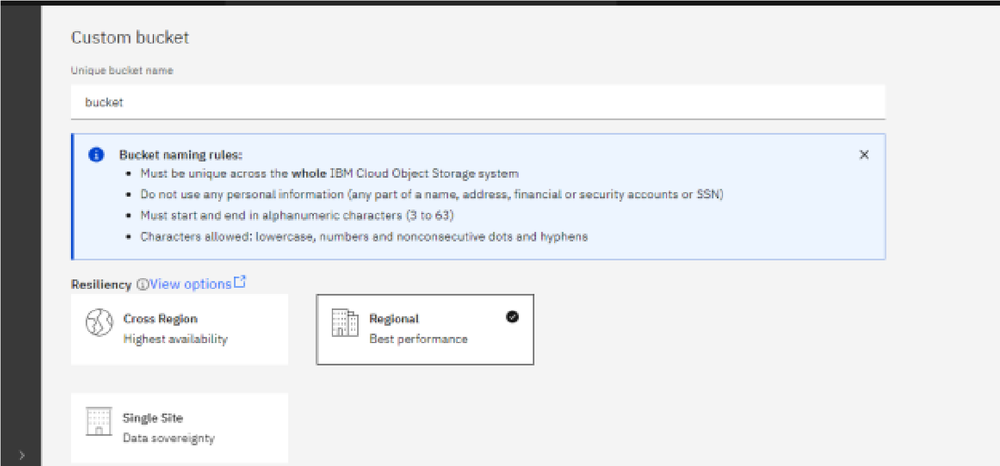 Custom bucket
Unique bucket name
bucket
Bucket naming rules:
Must be unique across the whole IBM Cloud Object Storage system
Do not use any personal information (any part of a name, address, financial or security accounts or SSN)
Must start and end in alphanumeric characters (3 to 63)
Characters allowed: lowercase, numbers and nonconsecutive dots and hyphens
Resiliency View options
Cross Region
Highest availability
Regional
Best performance
Single Site
Data sovereignty